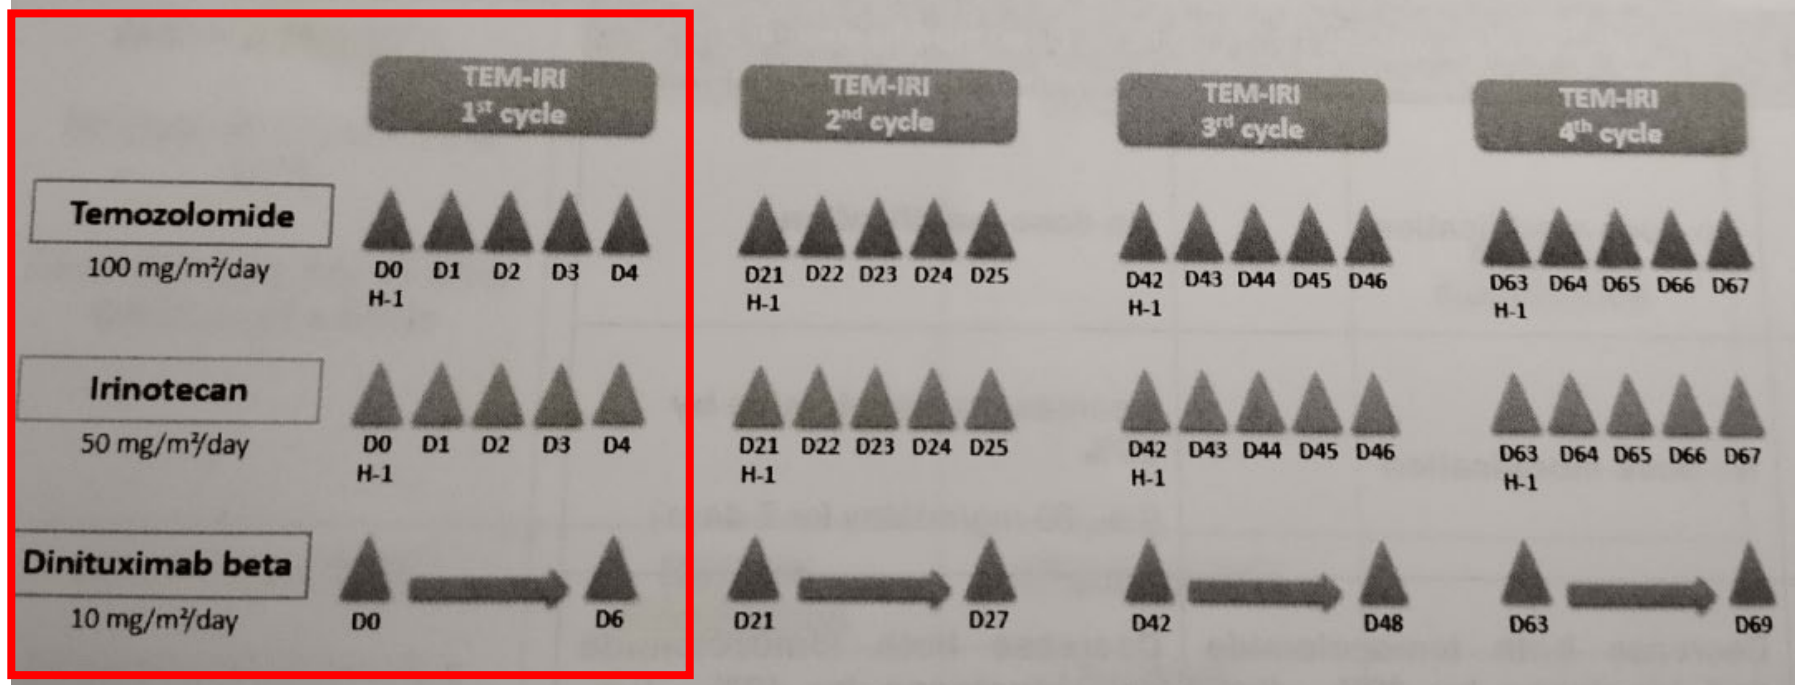 TEM-IRI
1st cycle
TEM-IRI
2nd cycle
TEM-IRI
3rd cycle
TEM-IRI
4th cycle
Temozolomide
100 mg/m²/day
D0 D1 D2 D3 D4
H-1
D21 D22 D23 D24 D25
H-1
D42 D43 D44 D45 D46
H-1
D63 D64 D65 D66 D67
H-1
Irinotecan
50 mg/m²/day
D0 D1 D2 D3 D4
H-1
D21 D22 D23 D24 D25
H-1
D42 D43 D44 D45 D46
H-1
D63 D64 D65 D66 D67
H-1
Dinituximab beta
10 mg/m²/day
D0 D6
D21 D27
D42 D48
D63 D69